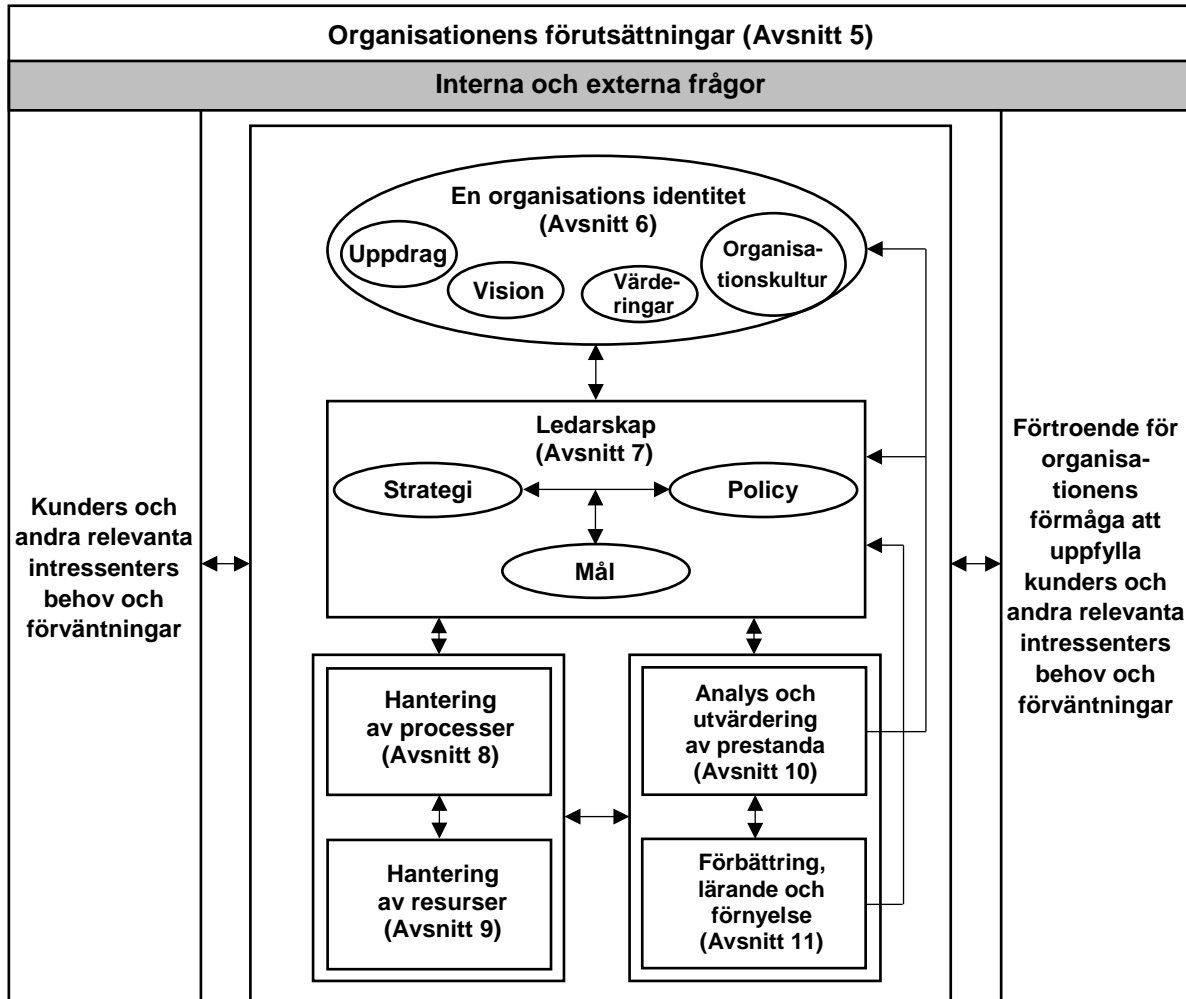 Organisationens förutsättningar (Avsnitt 5)
Interna och externa frågor
Kunders och
andra relevanta
intressenters
behov och
förväntningar
En organisations identitet
(Avsnitt 6)
Uppdrag
Vision
Värde-
ringar
Organisa-
tionskultur
Ledarskap
(Avsnitt 7)
Strategi
Policy
Mål
Hantering
av processer
(Avsnitt 8)
Hantering
av resurser
(Avsnitt 9)
Analys och
utvärdering
av prestanda
(Avsnitt 10)
Förbättring,
lärande och
förnyelse
(Avsnitt 11)
Förtroende för
organisa-
tionens
förmåga att
uppfylla
kunders och
andra relevanta
intressenters
behov och
förväntningar